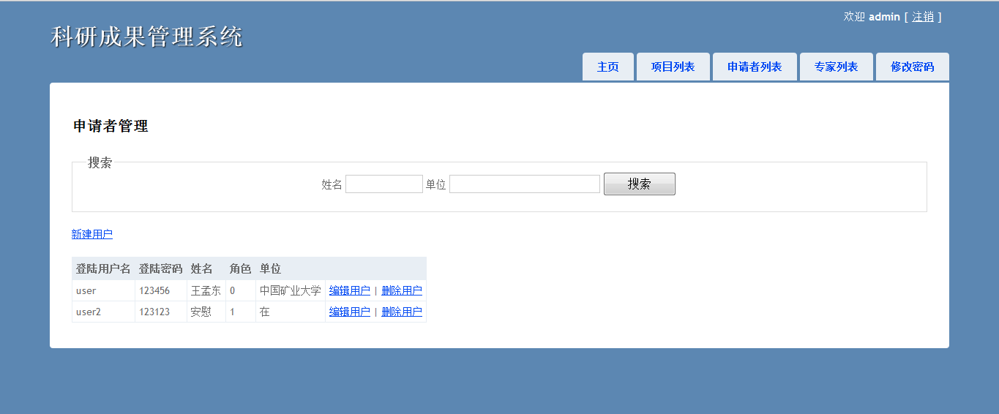 欢迎 admin [ 注销 ]
科研成果管理系统
主页 项目列表 申请者列表 专家列表 修改密码
申请者管理
搜索
姓名 单位 搜索
新建用户
登陆用户名 登陆密码 姓名 角色 单位
user 123456 王孟东 0 中国矿业大学 编辑用户 | 删除用户
user2 123123 安慰 1 在 编辑用户 | 删除用户